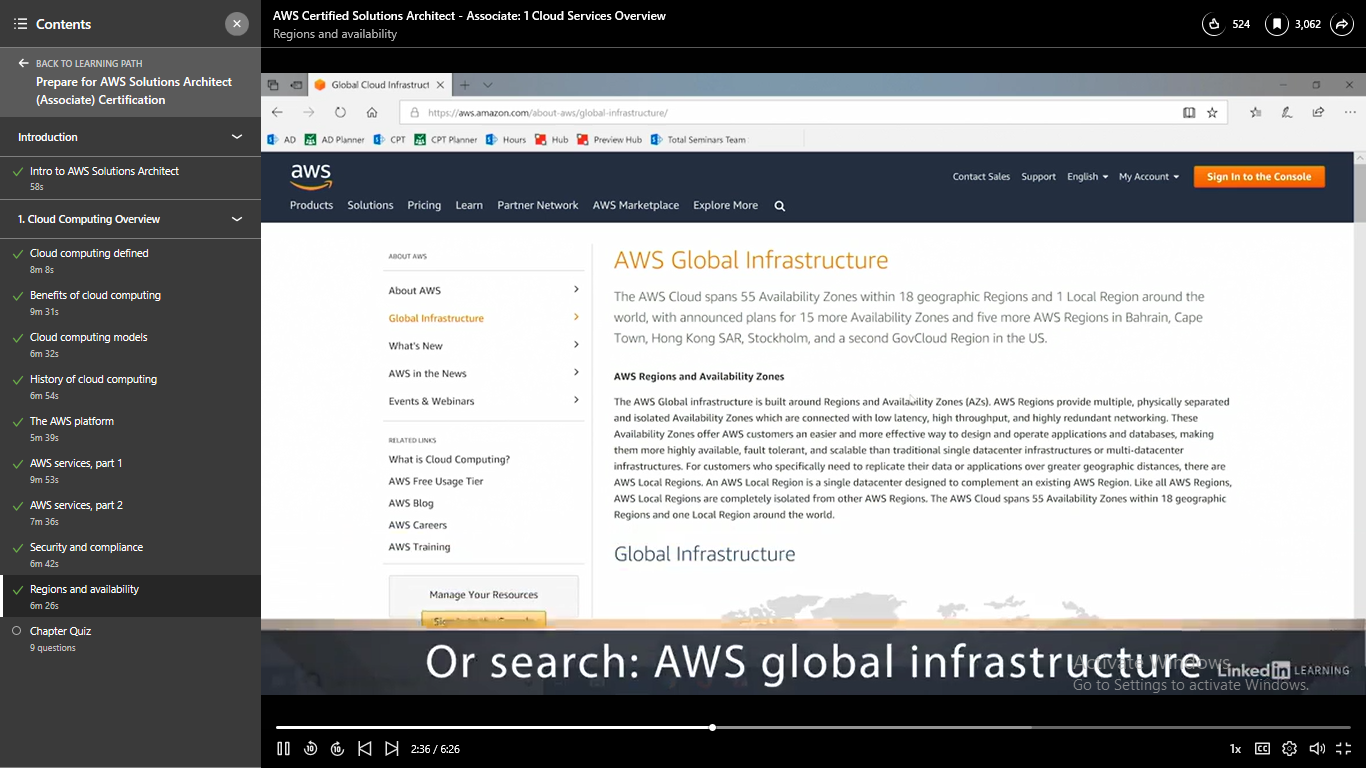 Contents
BACK TO LEARNING PATH
Prepare for AWS Solutions Architect
(Associate) Certification
Introduction
Intro to AWS Solutions Architect
58s
1. Cloud Computing Overview
Cloud computing defined
8m 8s
Benefits of cloud computing
9m 31s
Cloud computing models
6m 32s
History of cloud computing
6m 54s
The AWS platform
5m 39s
AWS services, part 1
9m 53s
AWS services, part 2
7m 36s
Security and compliance
6m 42s
Regions and availability
6m 26s
Chapter Quiz
9 questions
AWS Certified Solutions Architect - Associate: 1 Cloud Services Overview
Regions and availability
524
3,062
Global Cloud Infrastruct
https://aws.amazon.com/about-aws/global-infrastructure/
AD AD Planner CPT CPT Planner Hours Hub Preview Hub Total Seminars Team
aws
Contact Sales Support English My Account Sign In to the Console
Products Solutions Pricing Learn Partner Network AWS Marketplace Explore More
ABOUT AWS
About AWS
Global Infrastructure
What's New
AWS in the News
Events & Webinars
RELATED LINKS
What is Cloud Computing?
AWS Free Usage Tier
AWS Blog
AWS Careers
AWS Training
Manage Your Resources
AWS Global Infrastructure
The AWS Cloud spans 55 Availability Zones within 18 geographic Regions and 1 Local Region around the
world, with announced plans for 15 more Availability Zones and five more AWS Regions in Bahrain, Cape
Town, Hong Kong SAR, Stockholm, and a second GovCloud Region in the US.
AWS Regions and Availability Zones
The AWS Global infrastructure is built around Regions and Availability Zones (AZs). AWS Regions provide multiple, physically separated
and isolated Availability Zones which are connected with low latency, high throughput, and highly redundant networking. These
Availability Zones offer AWS customers an easier and more effective way to design and operate applications and databases, making
them more highly available, fault tolerant, and scalable than traditional single datacenter infrastructures or multi-datacenter
infrastructures. For customers who specifically need to replicate their data or applications over greater geographic distances, there are
AWS Local Regions. An AWS Local Region is a single datacenter designed to complement an existing AWS Region. Like all AWS Regions,
AWS Local Regions are completely isolated from other AWS Regions. The AWS Cloud spans 55 Availability Zones within 18 geographic
Regions and one Local Region around the world.
Global Infrastructure
Or search: AWS global infrastructure
Activate Windows
Go to Settings to activate Windows.
Linked in LEARNING
10
10
2:36 / 6:26
1x
CC